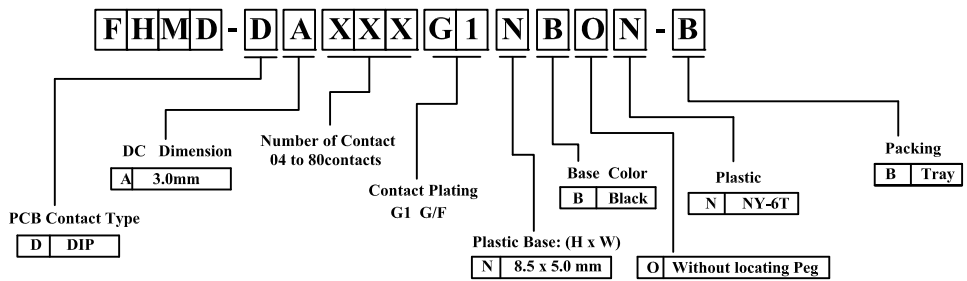 FHMD-DAXXXG1NBON-B
DC Dimension
A 3.0mm
Number of Contact
04 to 80contacts
Contact Plating
G1 G/F
PCB Contact Type
D DIP
Plastic Base: (H x W)
N 8.5 x 5.0 mm
Base Color
B Black
O Without locating Peg
Plastic
N NY-6T
Packing
B Tray